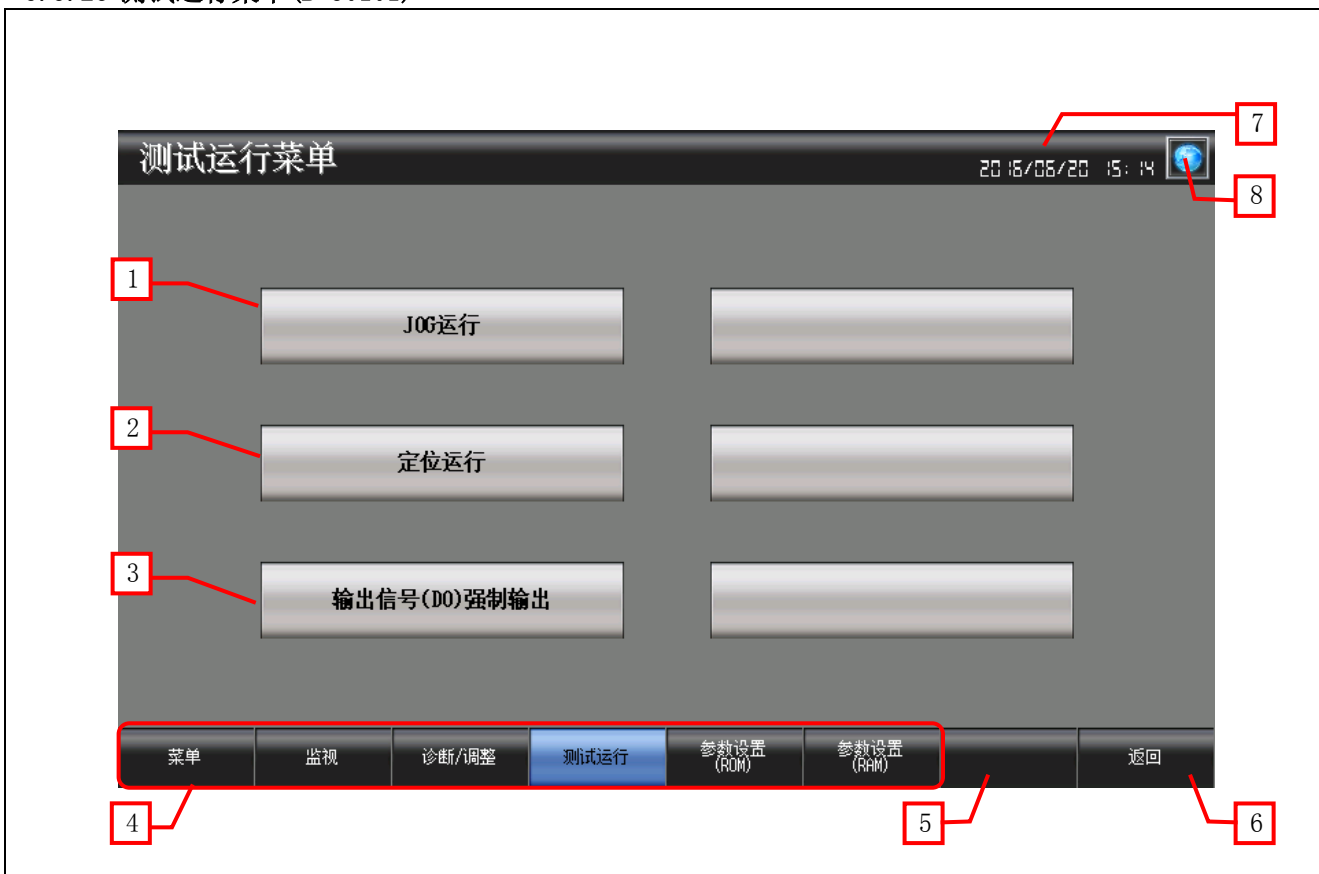 7
测试运行菜单
2016/06/20 15:14
8
1
JOG运行
2
定位运行
3
输出信号(DO)强制输出
菜单
监视
诊断/调整
测试运行
参数设置
(ROM)
参数设置
(RAM)
返回
4
5
6